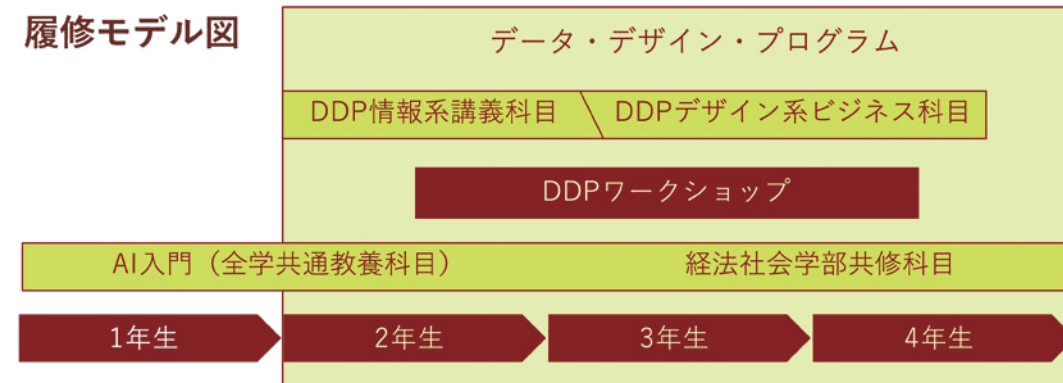 履修モデル図
データ・デザイン・プログラム
DDP情報系講義科目
DDPデザイン系ビジネス科目
DDPワークショップ
AI入門（全学共通教養科目）
経法社会学部共修科目
1年生
2年生
3年生
4年生